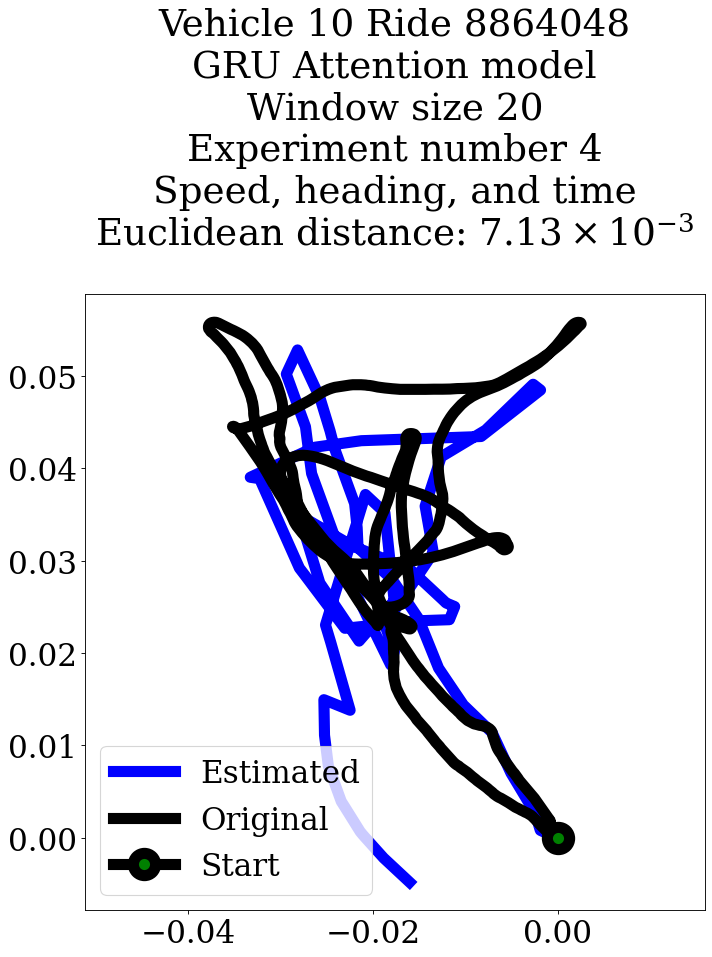 Vehicle 10 Ride 8864048
GRU Attention model
Window size 20
Experiment number 4
Speed, heading, and time
Euclidean distance: 7.13 × 10⁻³
0.05
0.04
0.03
0.02
0.01
0.00
Estimated
Original
Start
−0.04
−0.02
0.00